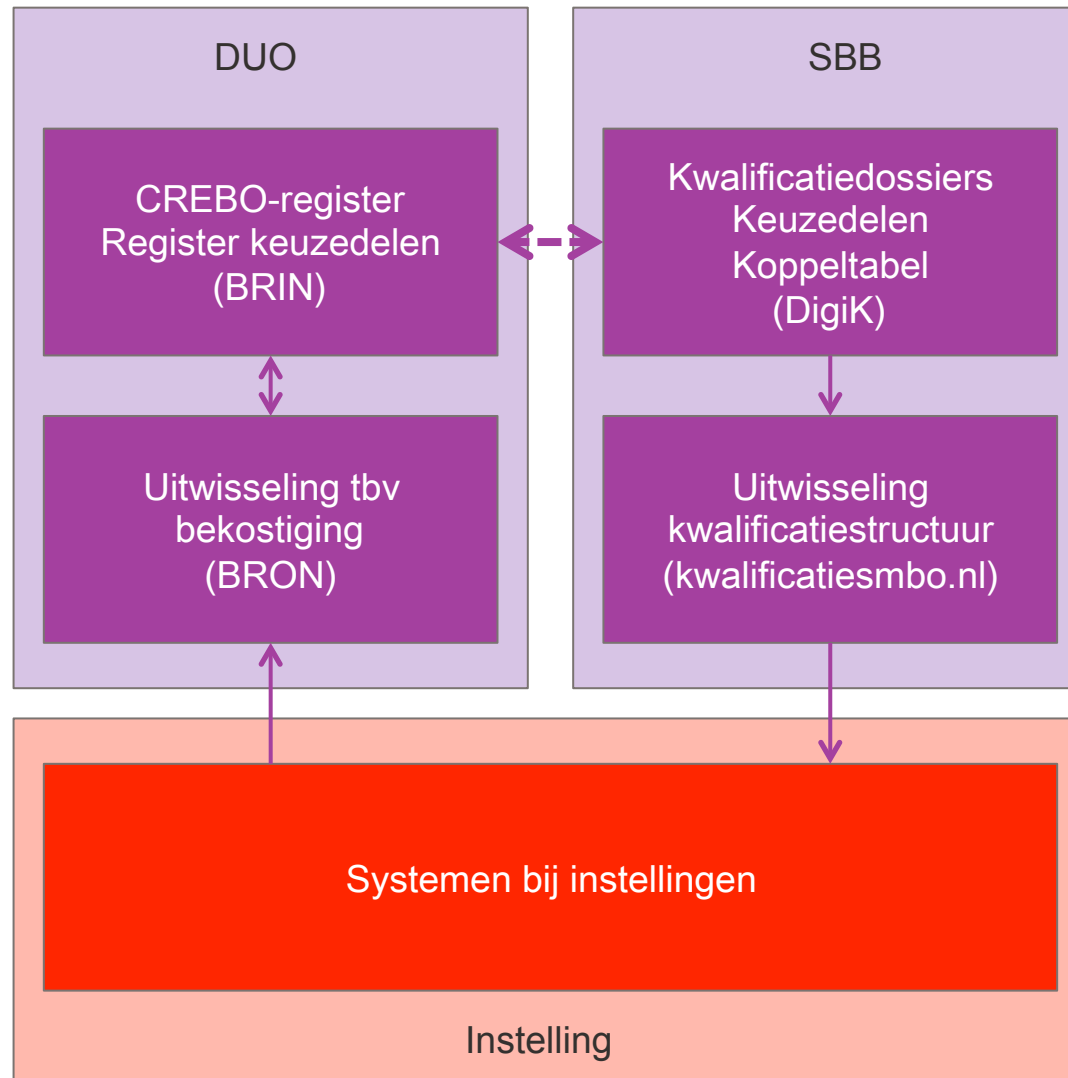 DUO
CREBO-register
Register keuzedelen
(BRIN)
Uitwisseling tbv
bekostiging
(BRON)
SBB
Kwalificatiedossiers
Keuzedelen
Koppeltabel
(DigiK)
Uitwisseling
kwalificatiestructuur
(kwalificatiesmbo.nl)
Systemen bij instellingen
Instelling